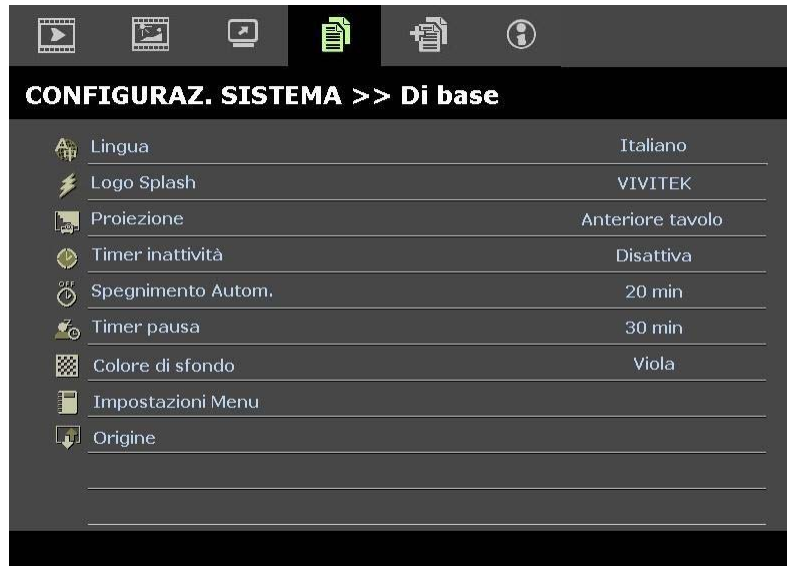 CONFIGURAZ. SISTEMA >> Di base
Lingua Italiano
Logo Splash VIVITEK
Proiezione Anteriore tavolo
Timer inattività Disattiva
OFF
Spegnimento Autom. 20 min
Timer pausa 30 min
Colore di sfondo Viola
Impostazioni Menu
Origine